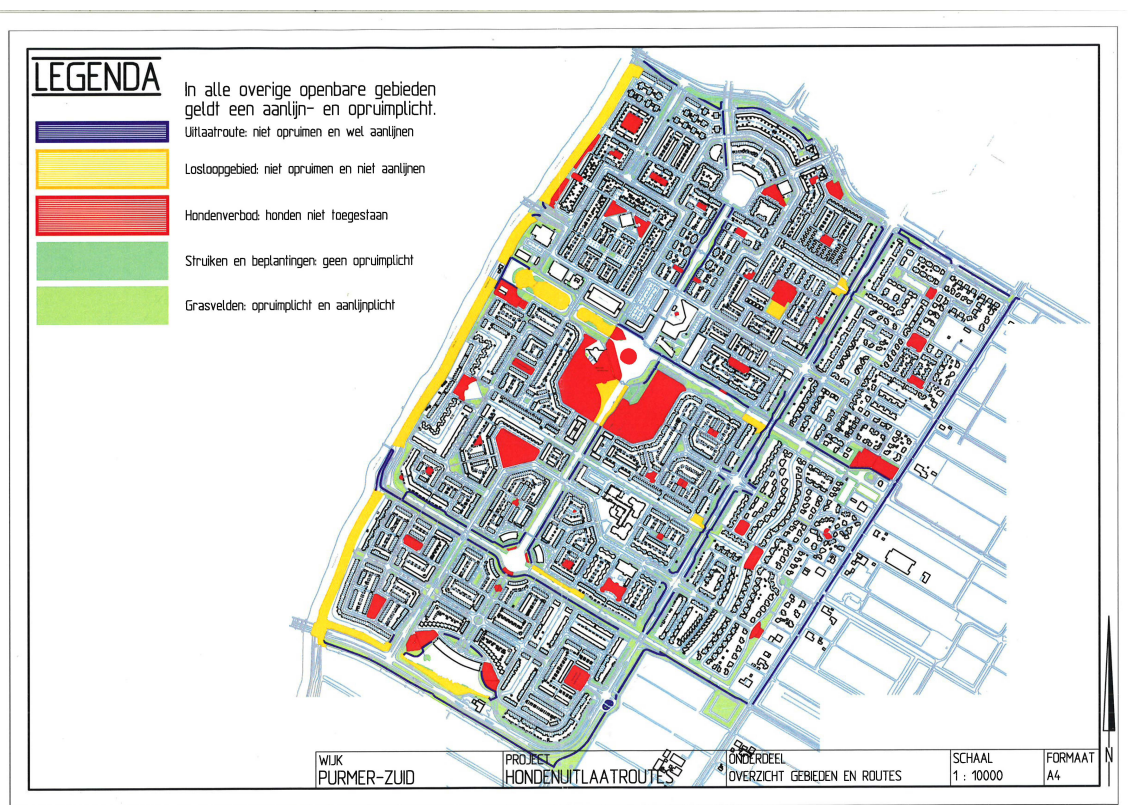 LEGENDA
In alle overige openbare gebieden
geldt een aanlijn- en opruimplicht.
Uitlaatroute: niet opruimen en wel aanlijnen
Losloopgebied: niet opruimen en niet aanlijnen
Hondenverbod: honden niet toegestaan
Struiken en beplantingen: geen opruimplicht
Grasvelden: opruimplicht en aanlijnplicht
WIJK
PURMER-ZUID
PROJECT
HONDENUITLAATROUTES
ONDERDEEL
OVERZICHT GEBIEDEN EN ROUTES
SCHAAL
1 : 10000
FORMAAT
A4
N